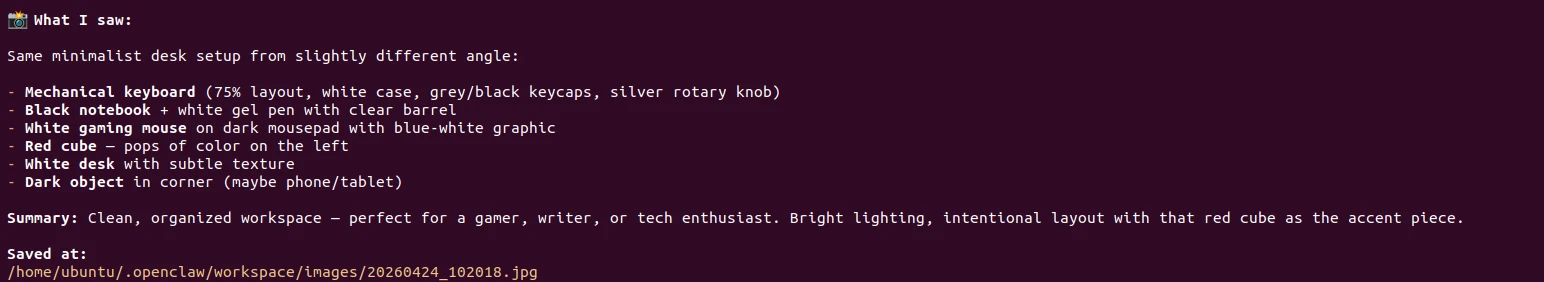 📸 What I saw:
Same minimalist desk setup from slightly different angle:
- Mechanical keyboard (75% layout, white case, grey/black keycaps, silver rotary knob)
- Black notebook + white gel pen with clear barrel
- White gaming mouse on dark mousepad with blue-white graphic
- Red cube — pops of color on the left
- White desk with subtle texture
- Dark object in corner (maybe phone/tablet)
Summary: Clean, organized workspace — perfect for a gamer, writer, or tech enthusiast. Bright lighting, intentional layout with that red cube as the accent piece.
Saved at:
/home/ubuntu/.openclaw/workspace/images/20260424_102018.jpg